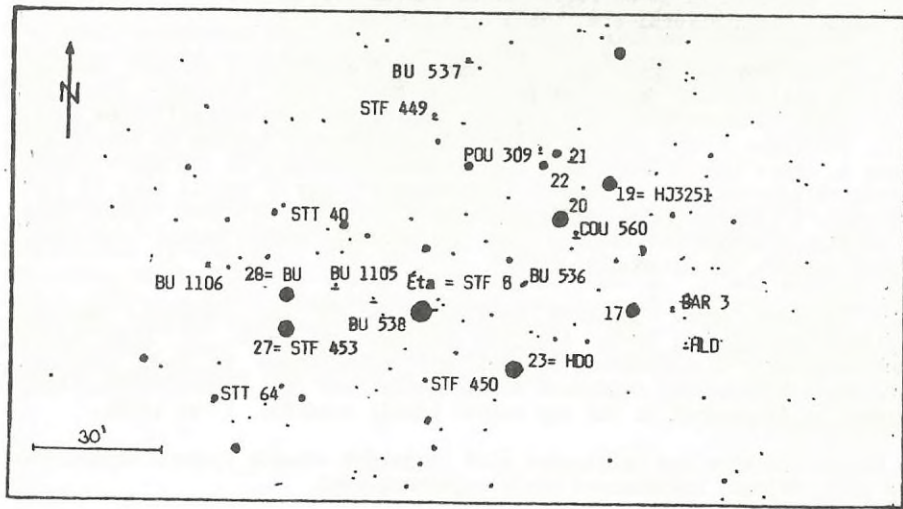 N
BU 537
STF 449
POU 309
21
22
19= HJ3251
20
STT 40
COU 560
BU 1106
28= BU
BU 1105
Eta = STF B
BU 536
BU 538
17
BAR 3
ALD
27= STF 453
23= HDO
STT 64
STF 450
30'